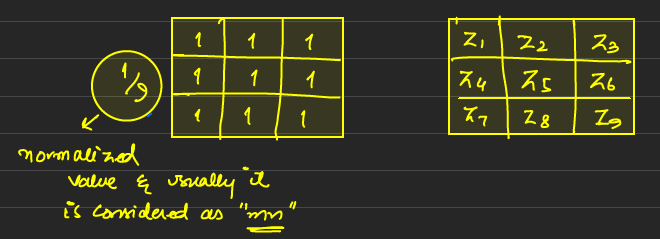 1 1 1
1/9 1 1 1
1 1 1
Z1 Z2 Z3
Z4 Z5 Z6
Z7 Z8 Z9
normalized
value & usually it
is considered as "mn"